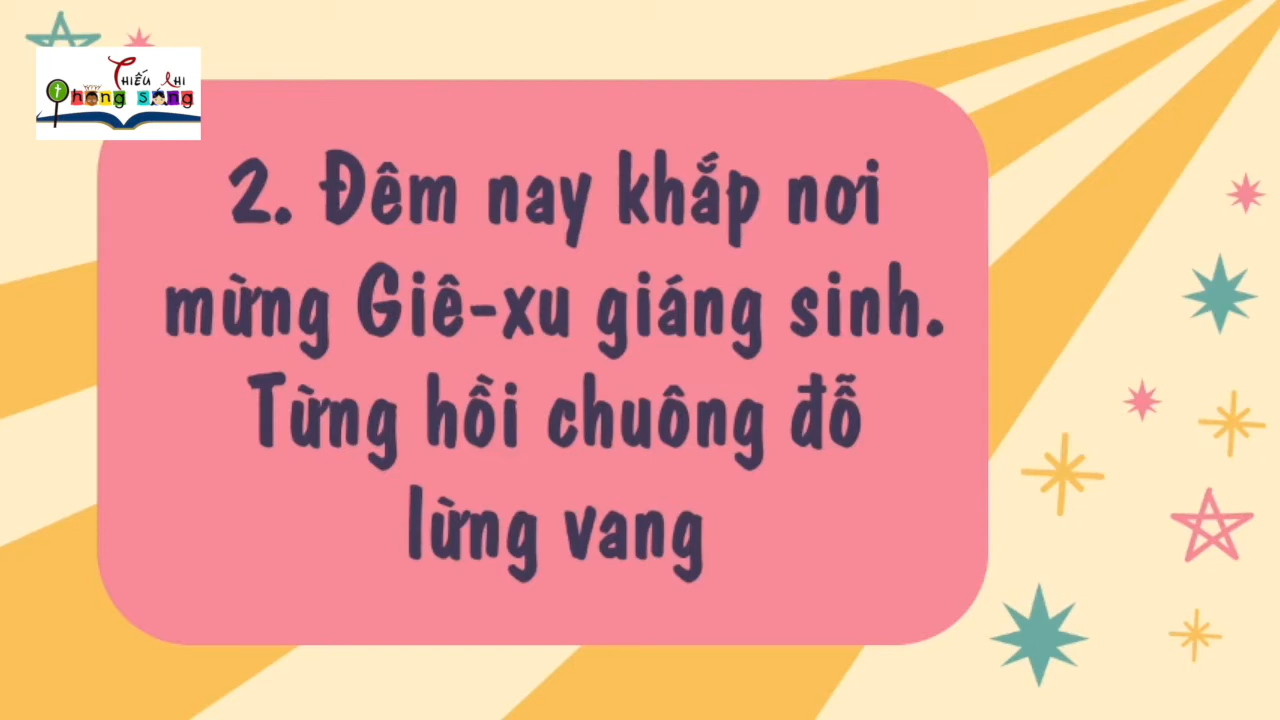 Thiếu Nhi
Phóng sáng
2. Đêm nay khắp nơi
mừng Giê-xu giáng sinh.
Từng hồi chuông đỗ
lừng vang